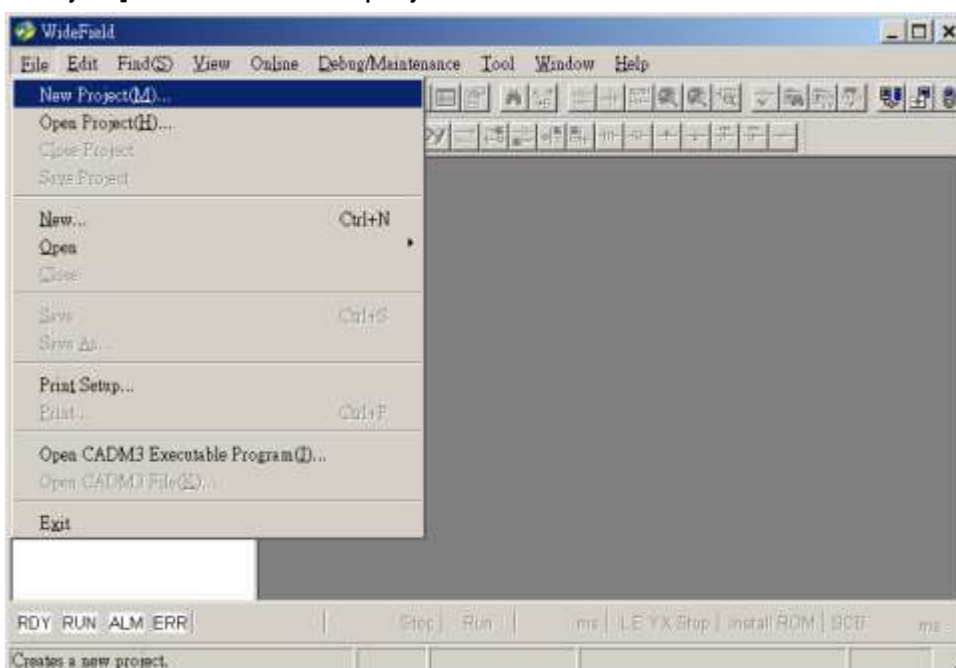 WideField
File Edit Find(S) View Online Debug/Maintenance Tool Window Help
New Project(M)...
Open Project(H)...
Close Project
Save Project
New... Ctrl+N
Open
Close
Save Ctrl+S
Save As...
Print Setup...
Print... Ctrl+P
Open CADM3 Executable Program(I)...
Open CADM3 File(K)...
Exit
RDY RUN ALM ERR Stop Run ms LE YX Stop Install ROM SCB ms
Creates a new project.